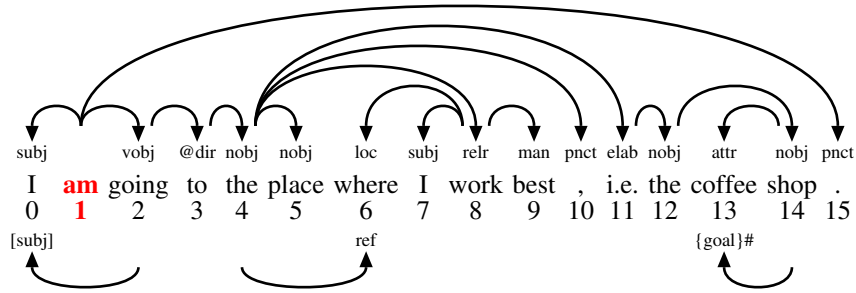 subj vobj @dir nobj nobj loc subj relr man pnct elab nobj attr nobj pnct
I am going to the place where I work best , i.e. the coffee shop .
0 1 2 3 4 5 6 7 8 9 10 11 12 13 14 15
[subj] ref {goal}#